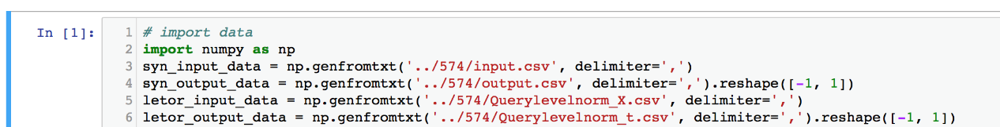 In [1]:
1 # import data
2 import numpy as np
3 syn_input_data = np.genfromtxt('../574/input.csv', delimiter=',')
4 syn_output_data = np.genfromtxt('../574/output.csv', delimiter=',').reshape([-1, 1])
5 letor_input_data = np.genfromtxt('../574/Querylevelnorm_X.csv', delimiter=',')
6 letor_output_data = np.genfromtxt('../574/Querylevelnorm_t.csv', delimiter=',').reshape([-1, 1])